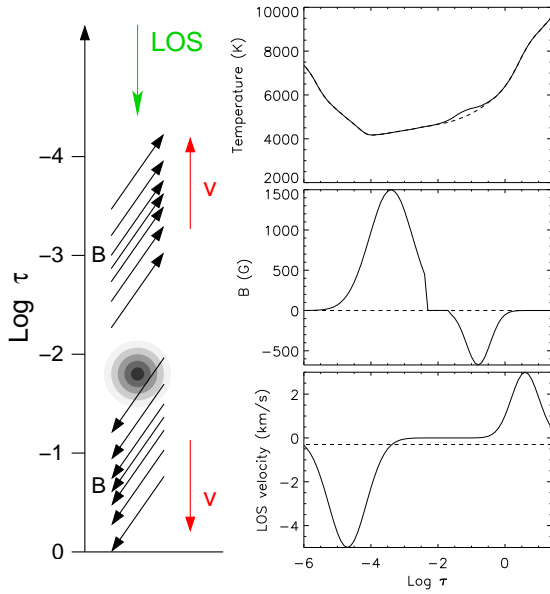 LOS
Log τ
-4
-3
-2
-1
0
B
v
B
v
Temperature (K)
10000
8000
6000
4000
2000
B (G)
1500
1000
500
0
-500
LOS velocity (km/s)
2
0
-2
-4
-6
-4
-2
0
Log τ